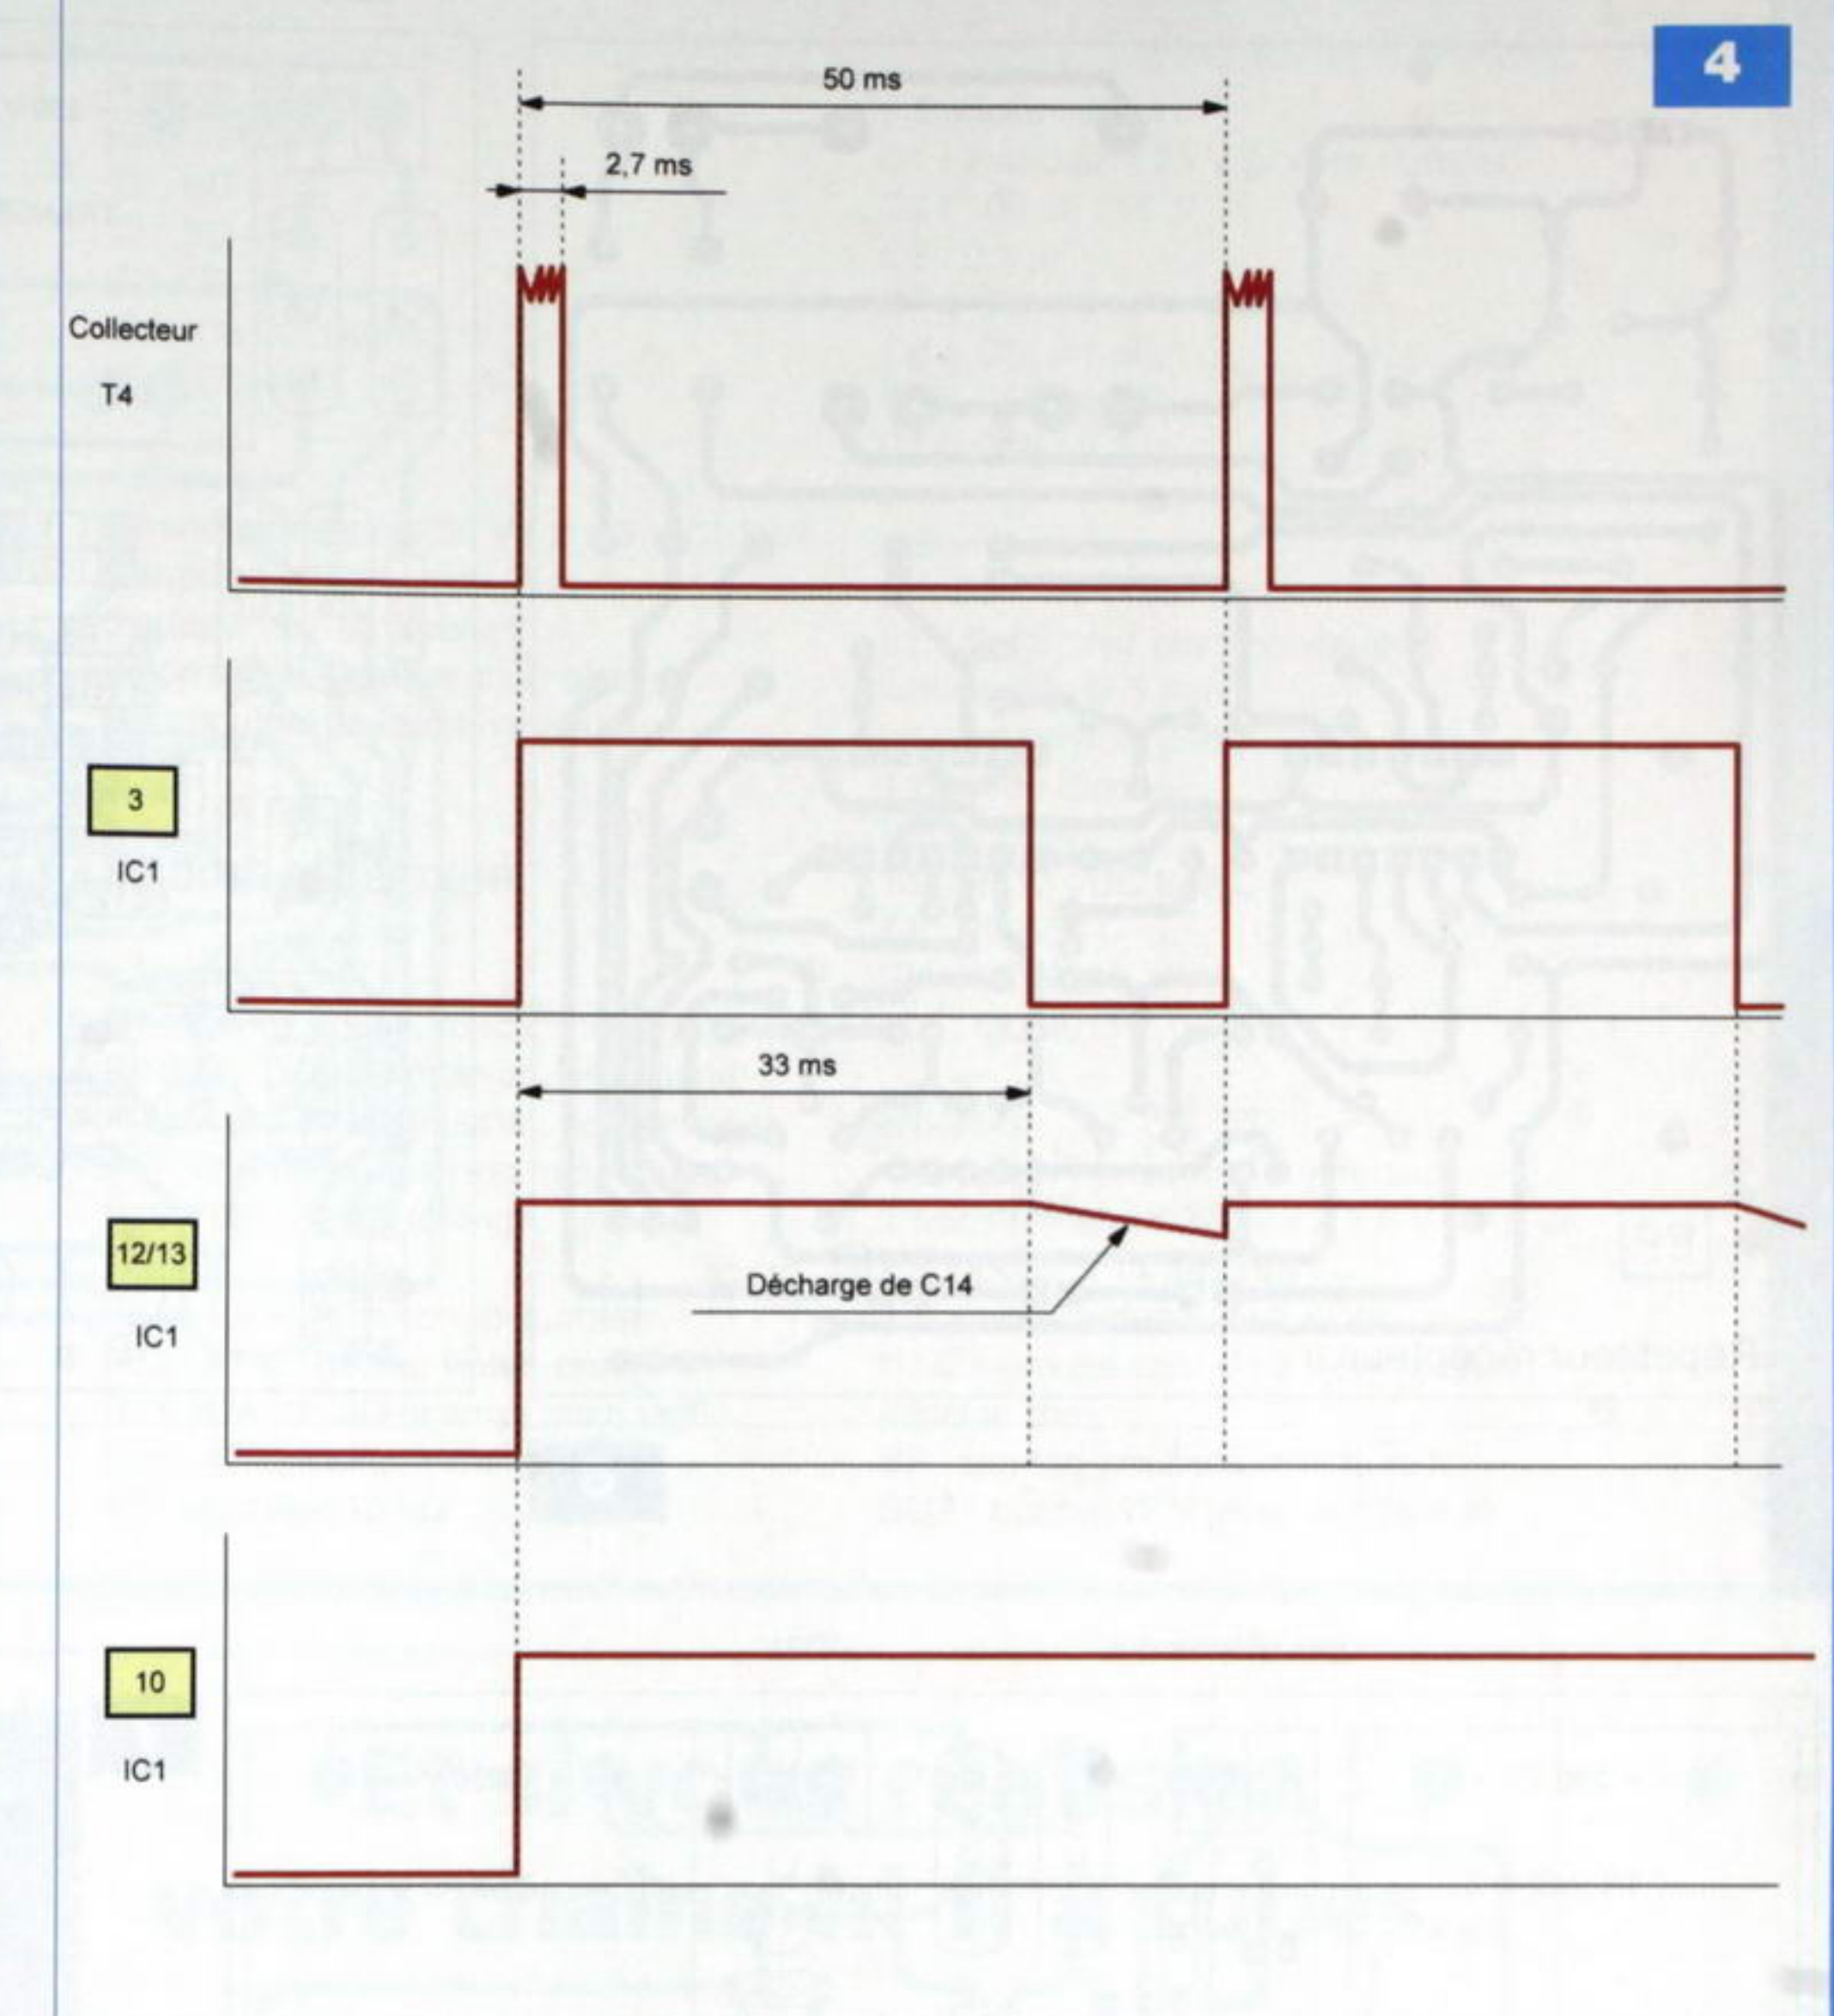 4
50 ms
2,7 ms
Collecteur
T4
3
IC1
33 ms
12/13
Décharge de C14
IC1
10
IC1